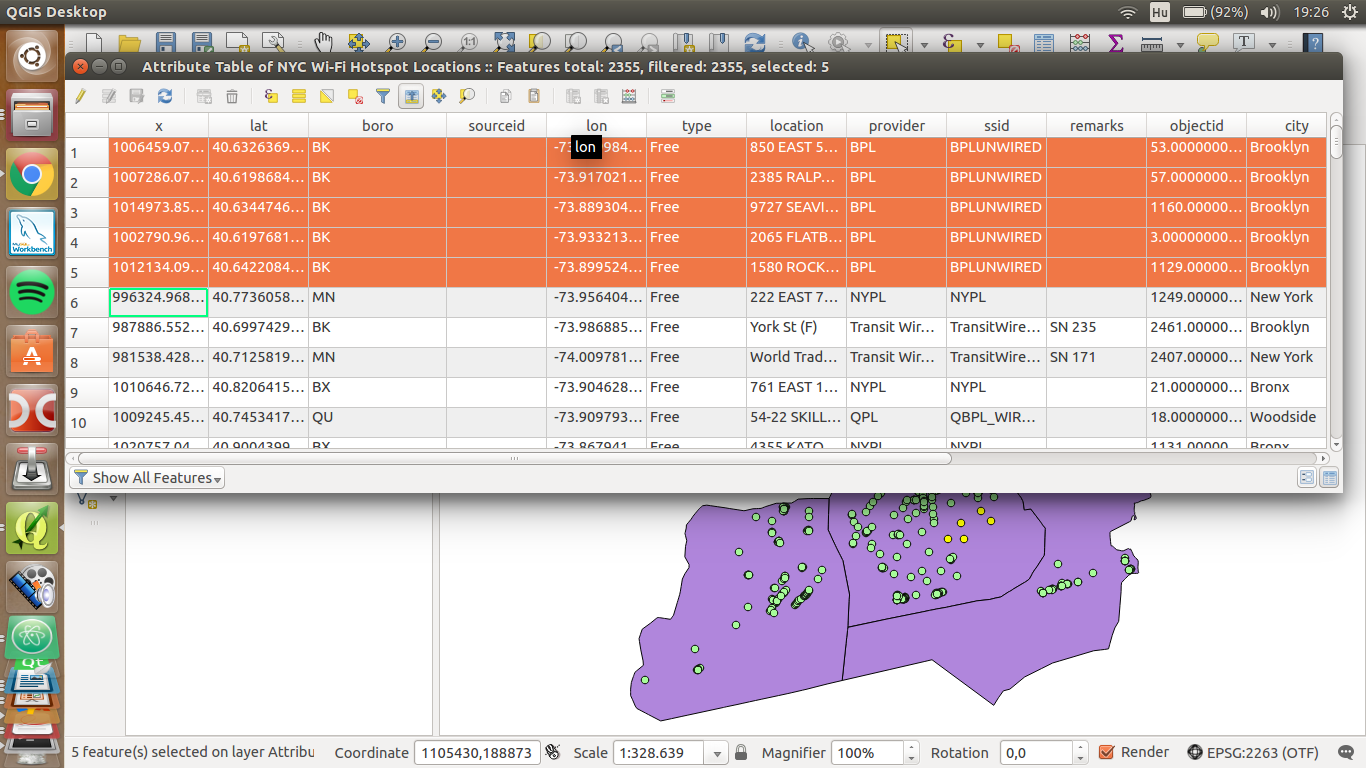 QGIS Desktop Hu (92%) 19:26
Attribute Table of NYC Wi-Fi Hotspot Locations :: Features total: 2355, filtered: 2355, selected: 5
x lat boro sourceid lon type location provider ssid remarks objectid city
1 1006459.07… 40.6326369… BK Free 850 EAST 5… BPL BPLUNWIRED 53.0000000… Brooklyn
lon
2 1007286.07… 40.6198684… BK -73.917021… Free 2385 RALP… BPL BPLUNWIRED 57.0000000… Brooklyn
3 1014973.85… 40.6344746… BK -73.889304… Free 9727 SEAVI… BPL BPLUNWIRED 1160.00000… Brooklyn
4 1002790.96… 40.6197681… BK -73.933213… Free 2065 FLATB… BPL BPLUNWIRED 3.00000000… Brooklyn
5 1012134.09… 40.6422084… BK -73.899524… Free 1580 ROCK… BPL BPLUNWIRED 1129.00000… Brooklyn
6 996324.968… 40.7736058… MN -73.956404… Free 222 EAST 7… NYPL NYPL 1249.00000… New York
7 987886.552… 40.6997429… BK -73.986885… Free York St (F) Transit Wir… TransitWire… SN 235 2461.00000… Brooklyn
8 981538.428… 40.7125819… MN -74.009781… Free World Trad… Transit Wir… TransitWire… SN 171 2407.00000… New York
9 1010646.72… 40.8206415… BX -73.904628… Free 761 EAST 1… NYPL NYPL 21.0000000… Bronx
10 1009245.45… 40.7453417… QU -73.909793… Free 54-22 SKILL… QPL QBPL_WIR… 18.0000000… Woodside
1020757.04… 40.9004399… BX -73.867941… Free 4355 KATO… NYPL NYPL 1131.00000… Bronx
Show All Features
5 feature(s) selected on layer Attribu Coordinate 1105430,188873 Scale 1:328.639 Magnifier 100% Rotation 0,0 Render EPSG:2263 (OTF)